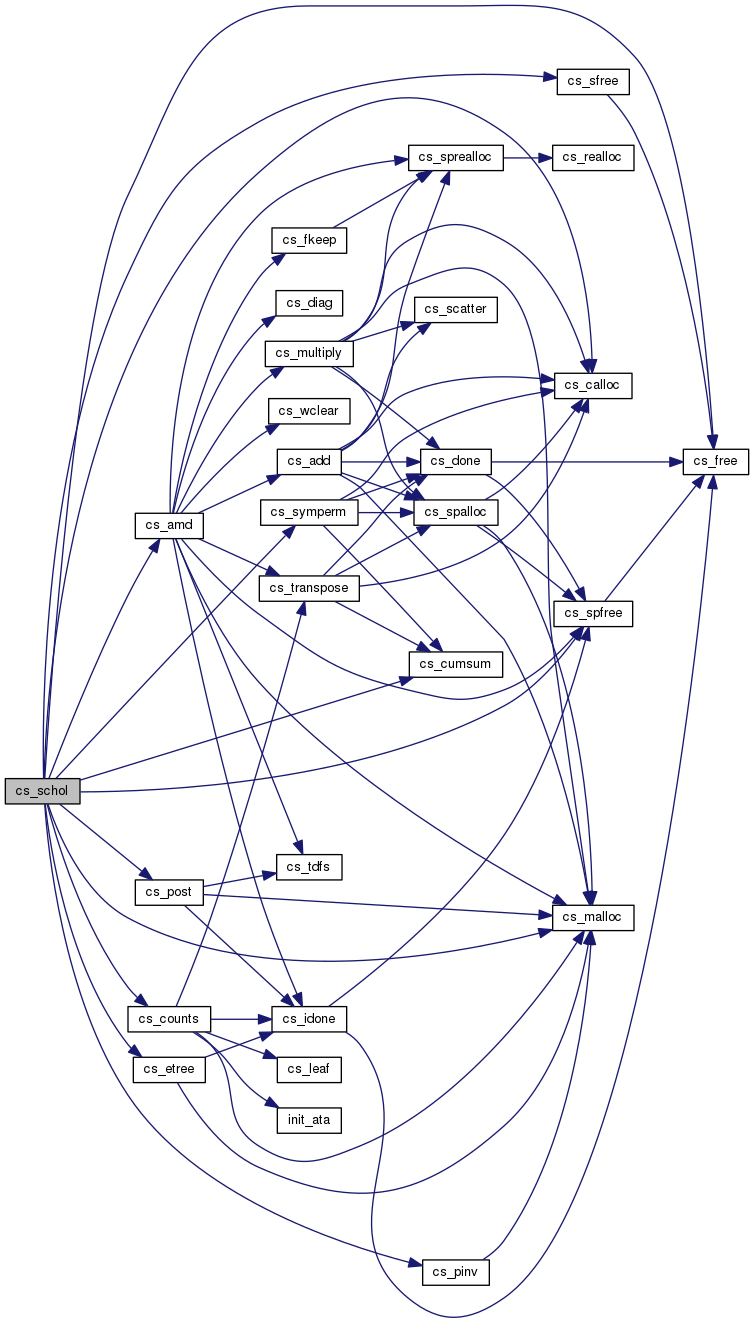 cs_sfree
cs_sprealloc
cs_realloc
cs_fkeep
cs_diag
cs_scatter
cs_multiply
cs_calloc
cs_wclear
cs_add
cs_done
cs_free
cs_symperm
cs_spalloc
cs_amd
cs_transpose
cs_spfree
cs_cumsum
cs_schol
cs_tdfs
cs_post
cs_malloc
cs_counts
cs_idone
cs_etree
cs_leaf
init_ata
cs_pinv